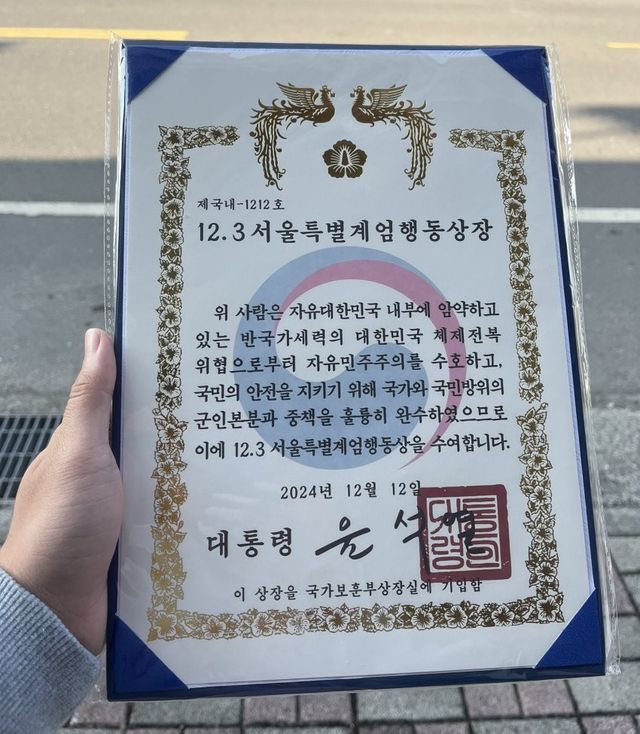 제국내-1212호
12.3서울특별계엄행동상장
위 사람은 자유대한민국 내부에 암약하고
있는 반국가세력의 대한민국 체제전복
위협으로부터 자유민주주의를 수호하고,
국민의 안전을 지키기 위해 국가와 국민방위의
군인본분과 중책을 훌륭히 완수하였으므로
이에 12.3 서울특별계엄행동상을 수여합니다.
2024년 12월 12일
대통령 윤석열
대통령인
이 상장을 국가보훈부상장실에 기입함